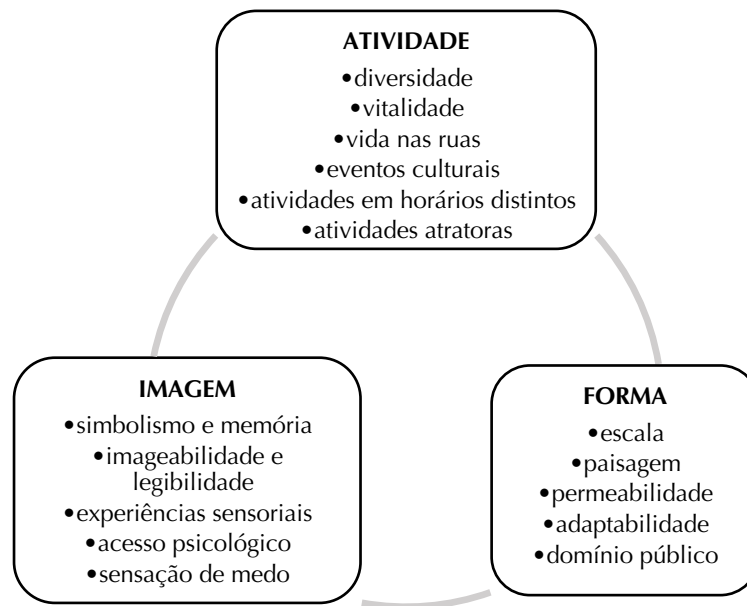 ATIVIDADE
•diversidade
•vitalidade
•vida nas ruas
•eventos culturais
•atividades em horários distintos
•atividades atratoras
IMAGEM
•simbolismo e memória
•imageabilidade e
legibilidade
•experiências sensoriais
•acesso psicológico
•sensação de medo
FORMA
•escala
•paisagem
•permeabilidade
•adaptabilidade
•domínio público